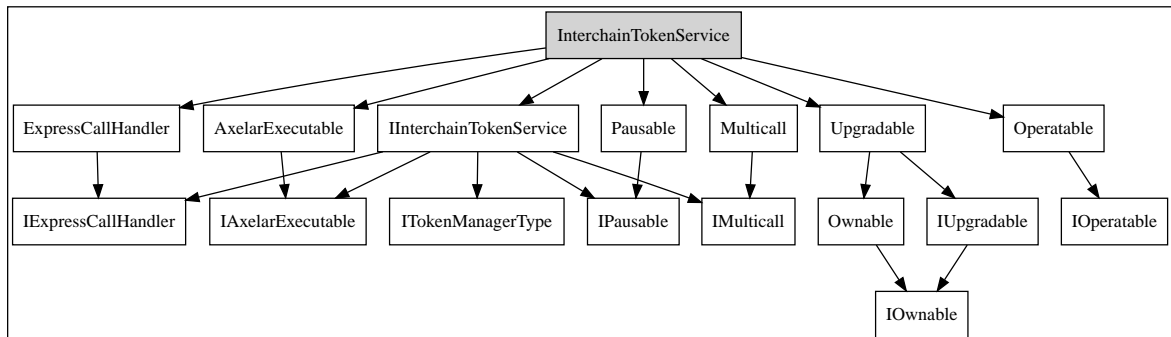 InterchainTokenService
ExpressCallHandler
AxelarExecutable
IInterchainTokenService
Pausable
Multicall
Upgradable
Operatable
IExpressCallHandler
IAxelarExecutable
ITokenManagerType
IPausable
IMulticall
Ownable
IUpgradable
IOperatable
IOwnable